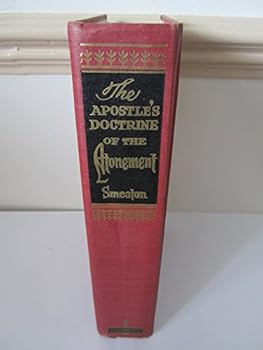 The
APOSTLE'S
DOCTRINE
OF THE
Atonement
Smeaton